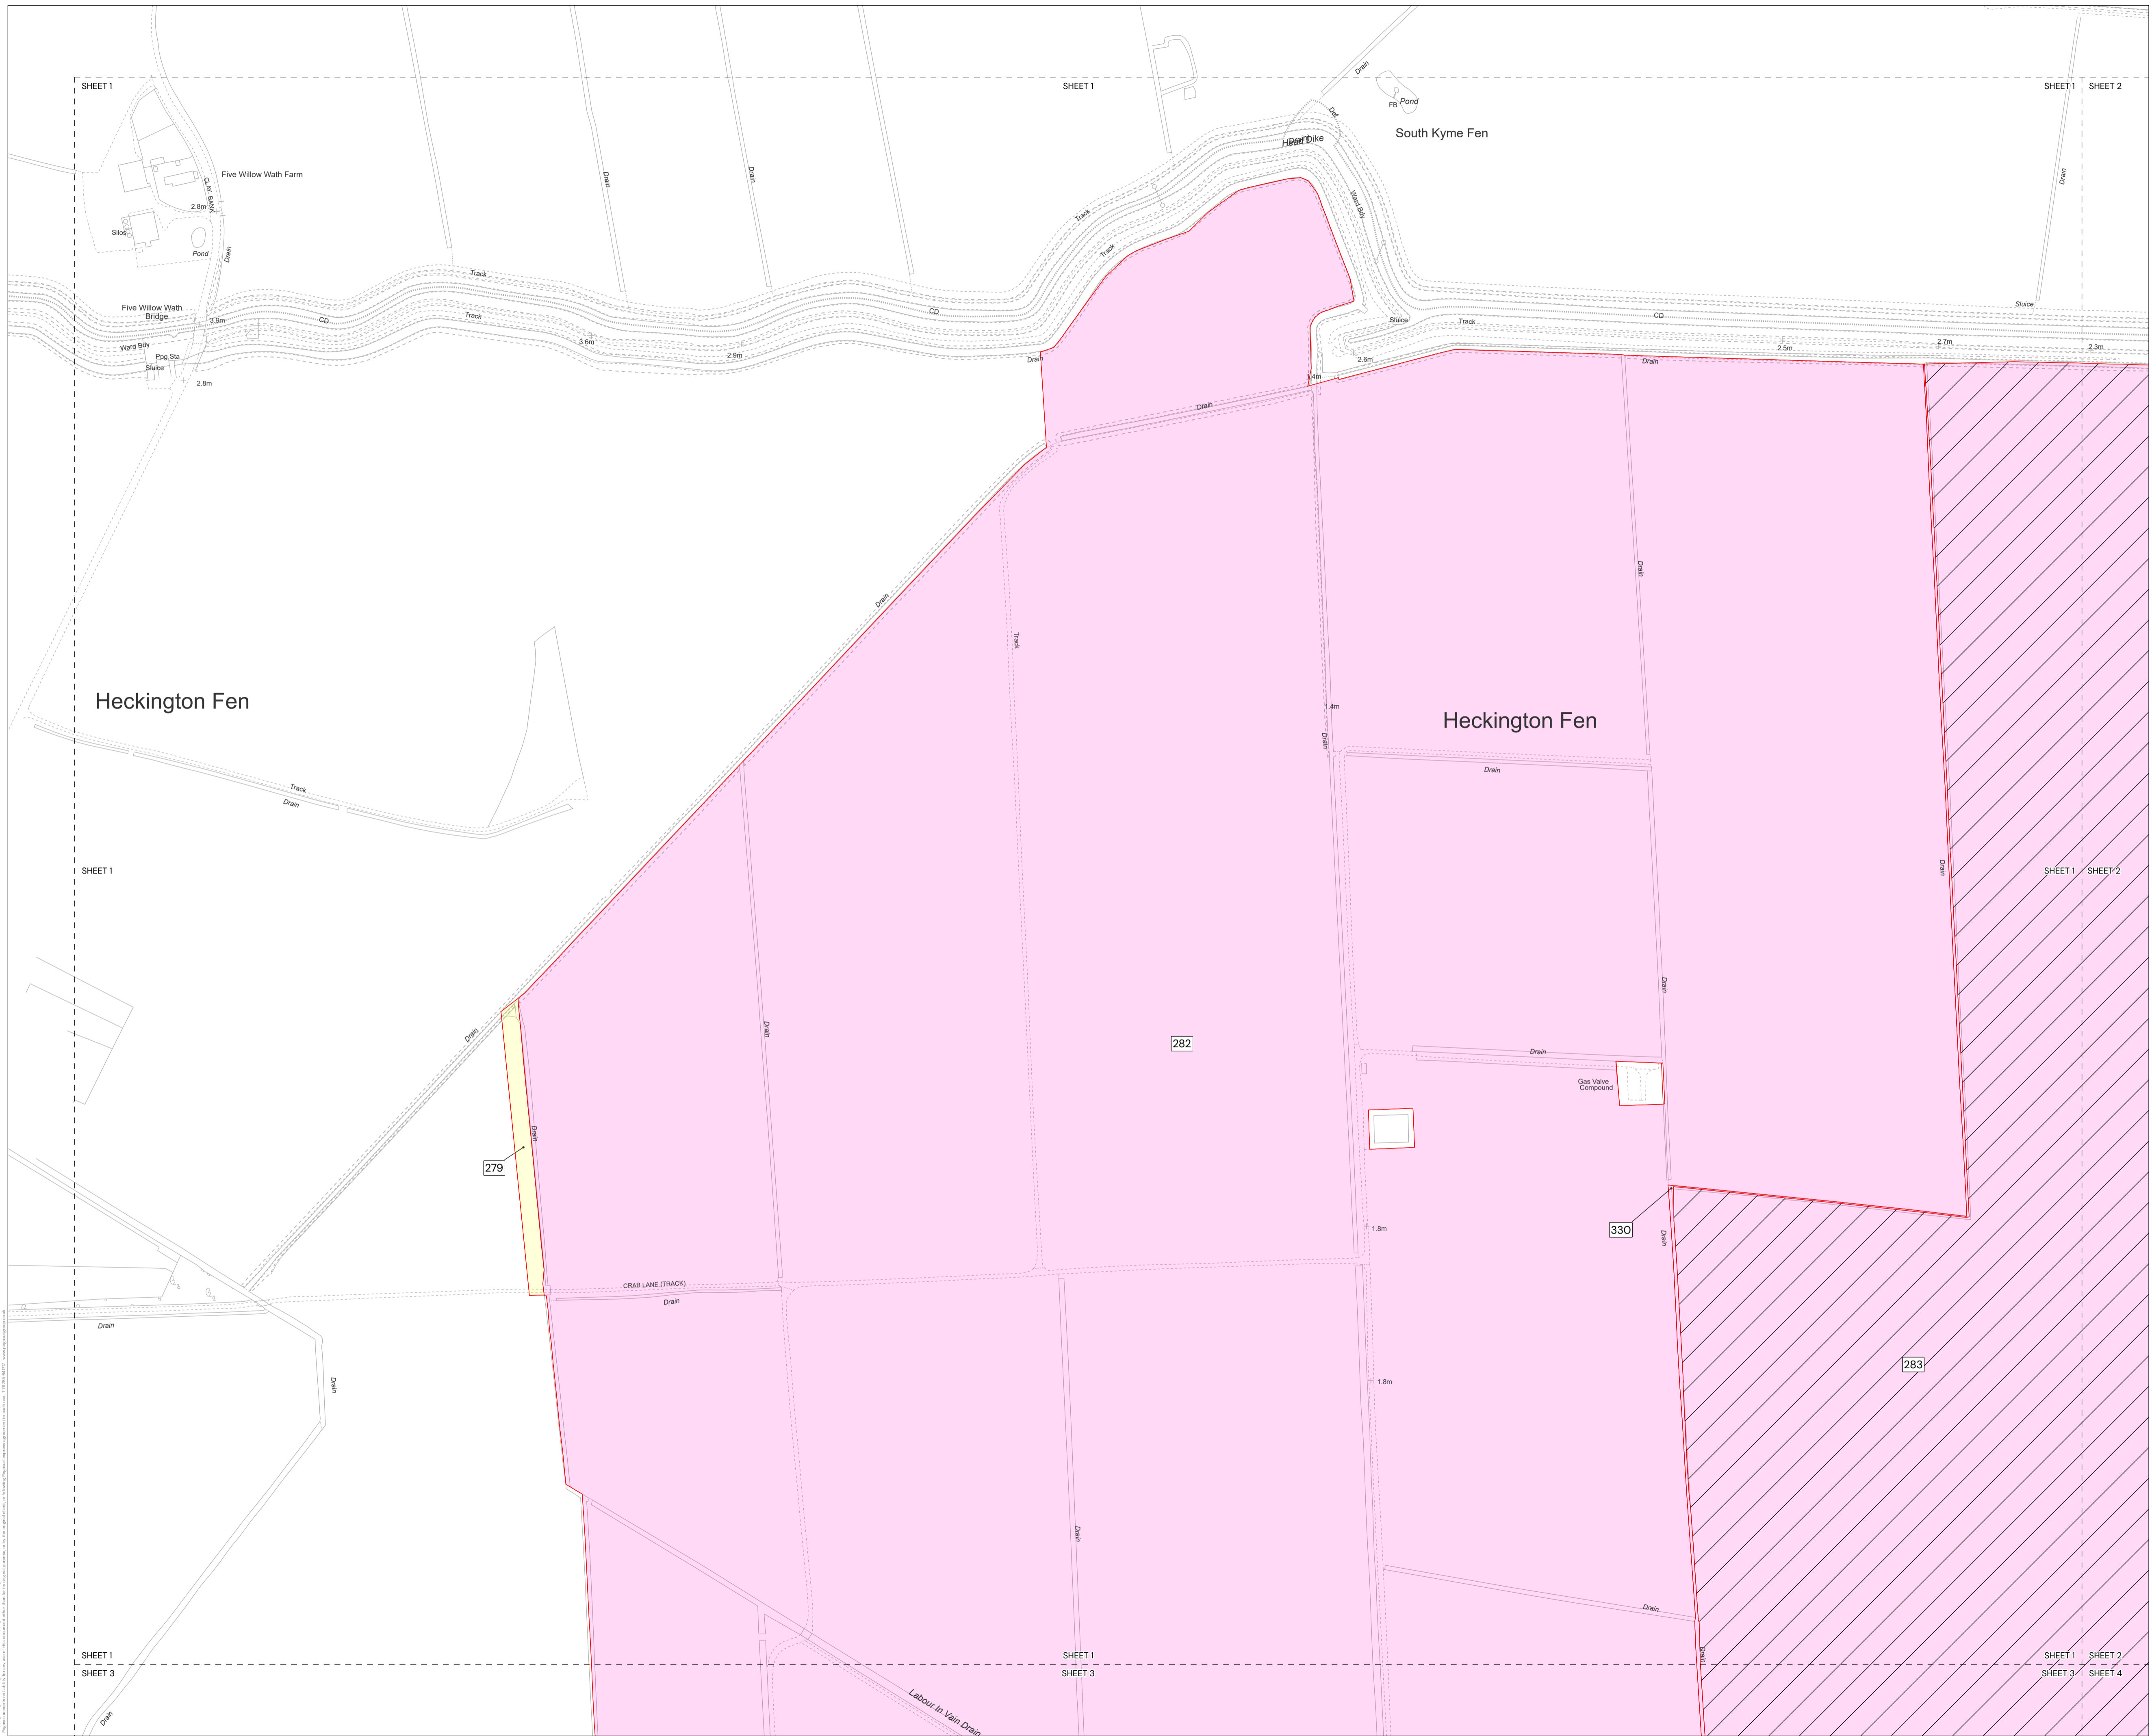 SHEET 1
SHEET 1
SHEET 1
SHEET 2
Drain
FB
Pond
South Kyme Fen
Def
Head Dike
Drain
Drain
Drain
Drain
Five Willow Wath Farm
CLAY BANK
2.8m
Silos
Pond
Drain
Track
Track
Ward Bdy
Track
Five Willow Wath
Bridge
3.9m
CD
Track
CD
Sluice
Track
CD
Sluice
Ward Bdy
Ppg Sta
Sluice
2.8m
3.6m
2.9m
Drain
2.6m
1.4m
Drain
2.5m
2.7m
2.3m
Drain
Drain
Drain
Track
Heckington Fen
1.4m
Heckington Fen
Drain
Drain
Track
Drain
SHEET 1
Drain
SHEET 1
SHEET 2
Drain
Drain
Drain
282
Drain
Gas Valve
Compound
Drain
279
330
1.8m
Drain
CRAB LANE (TRACK)
Drain
Drain
Drain
283
1.8m
Drain
Drain
Drain
SHEET 1
SHEET 1
SHEET 1
SHEET 2
SHEET 3
SHEET 3
SHEET 3
SHEET 4
Labour In Vain Drain
Drain